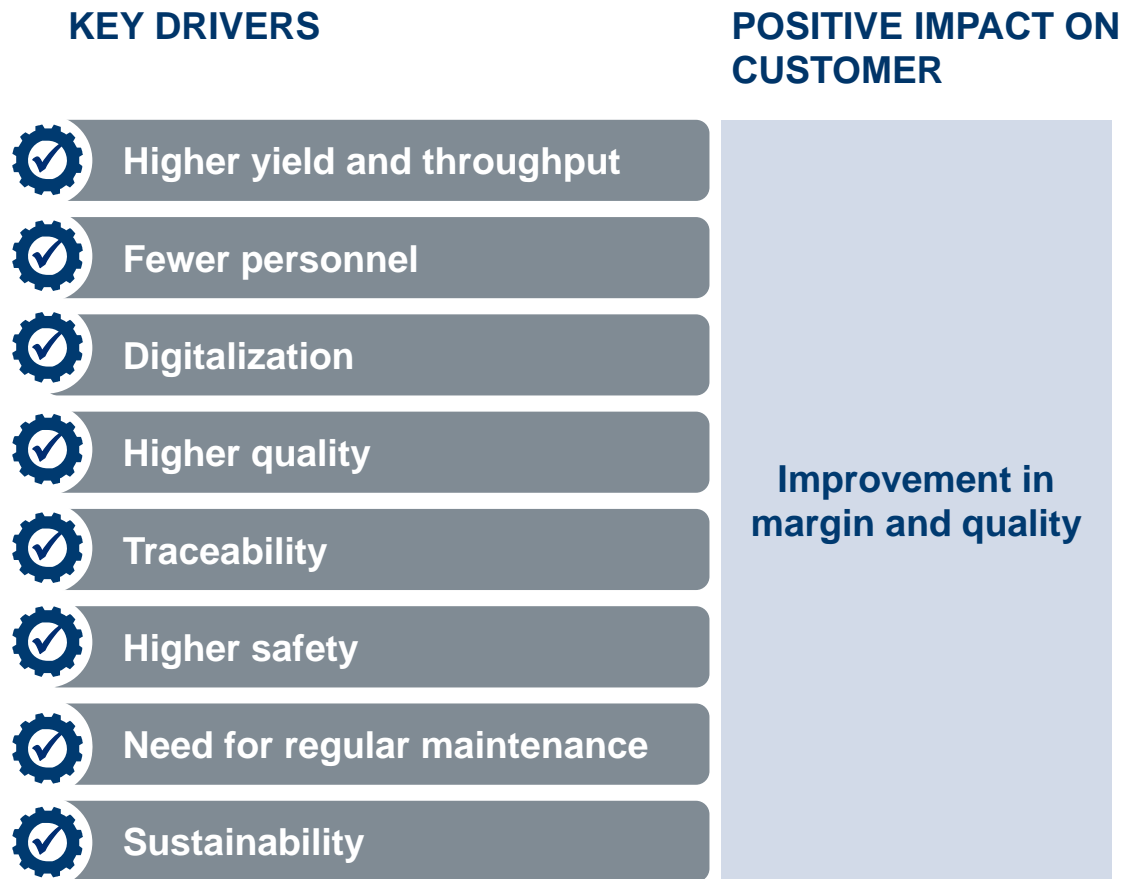 KEY DRIVERS
POSITIVE IMPACT ON
CUSTOMER
Higher yield and throughput
Fewer personnel
Digitalization
Higher quality
Traceability
Higher safety
Need for regular maintenance
Sustainability
Improvement in
margin and quality